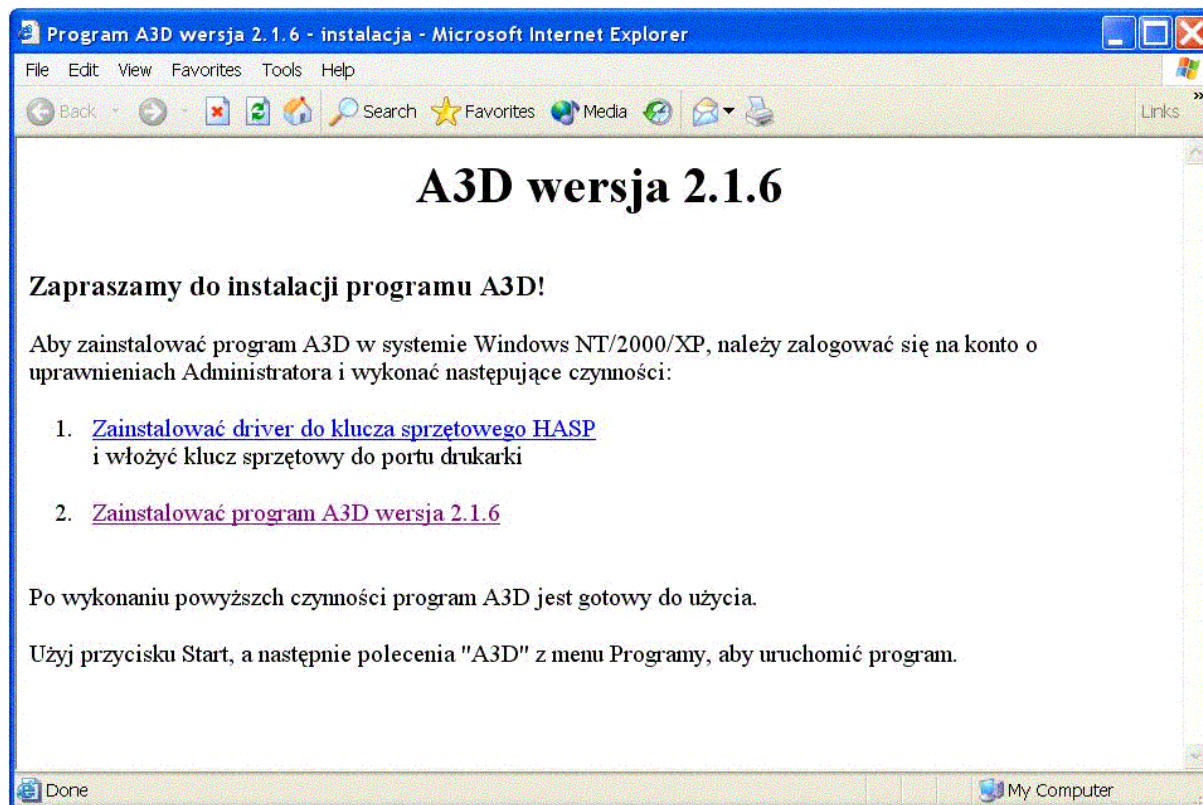 Program A3D wersja 2.1.6 - instalacja - Microsoft Internet Explorer
File Edit View Favorites Tools Help
Back Search Favorites Media Links
A3D wersja 2.1.6
Zapraszamy do instalacji programu A3D!
Aby zainstalować program A3D w systemie Windows NT/2000/XP, należy zalogować się na konto o
uprawnieniach Administratora i wykonać następujące czynności:
1. Zainstalować driver do klucza sprzętowego HASP
i włożyć klucz sprzętowy do portu drukarki
2. Zainstalować program A3D wersja 2.1.6
Po wykonaniu powyższch czynności program A3D jest gotowy do użycia.
Użyj przycisku Start, a następnie polecenia "A3D" z menu Programy, aby uruchomić program.
Done My Computer